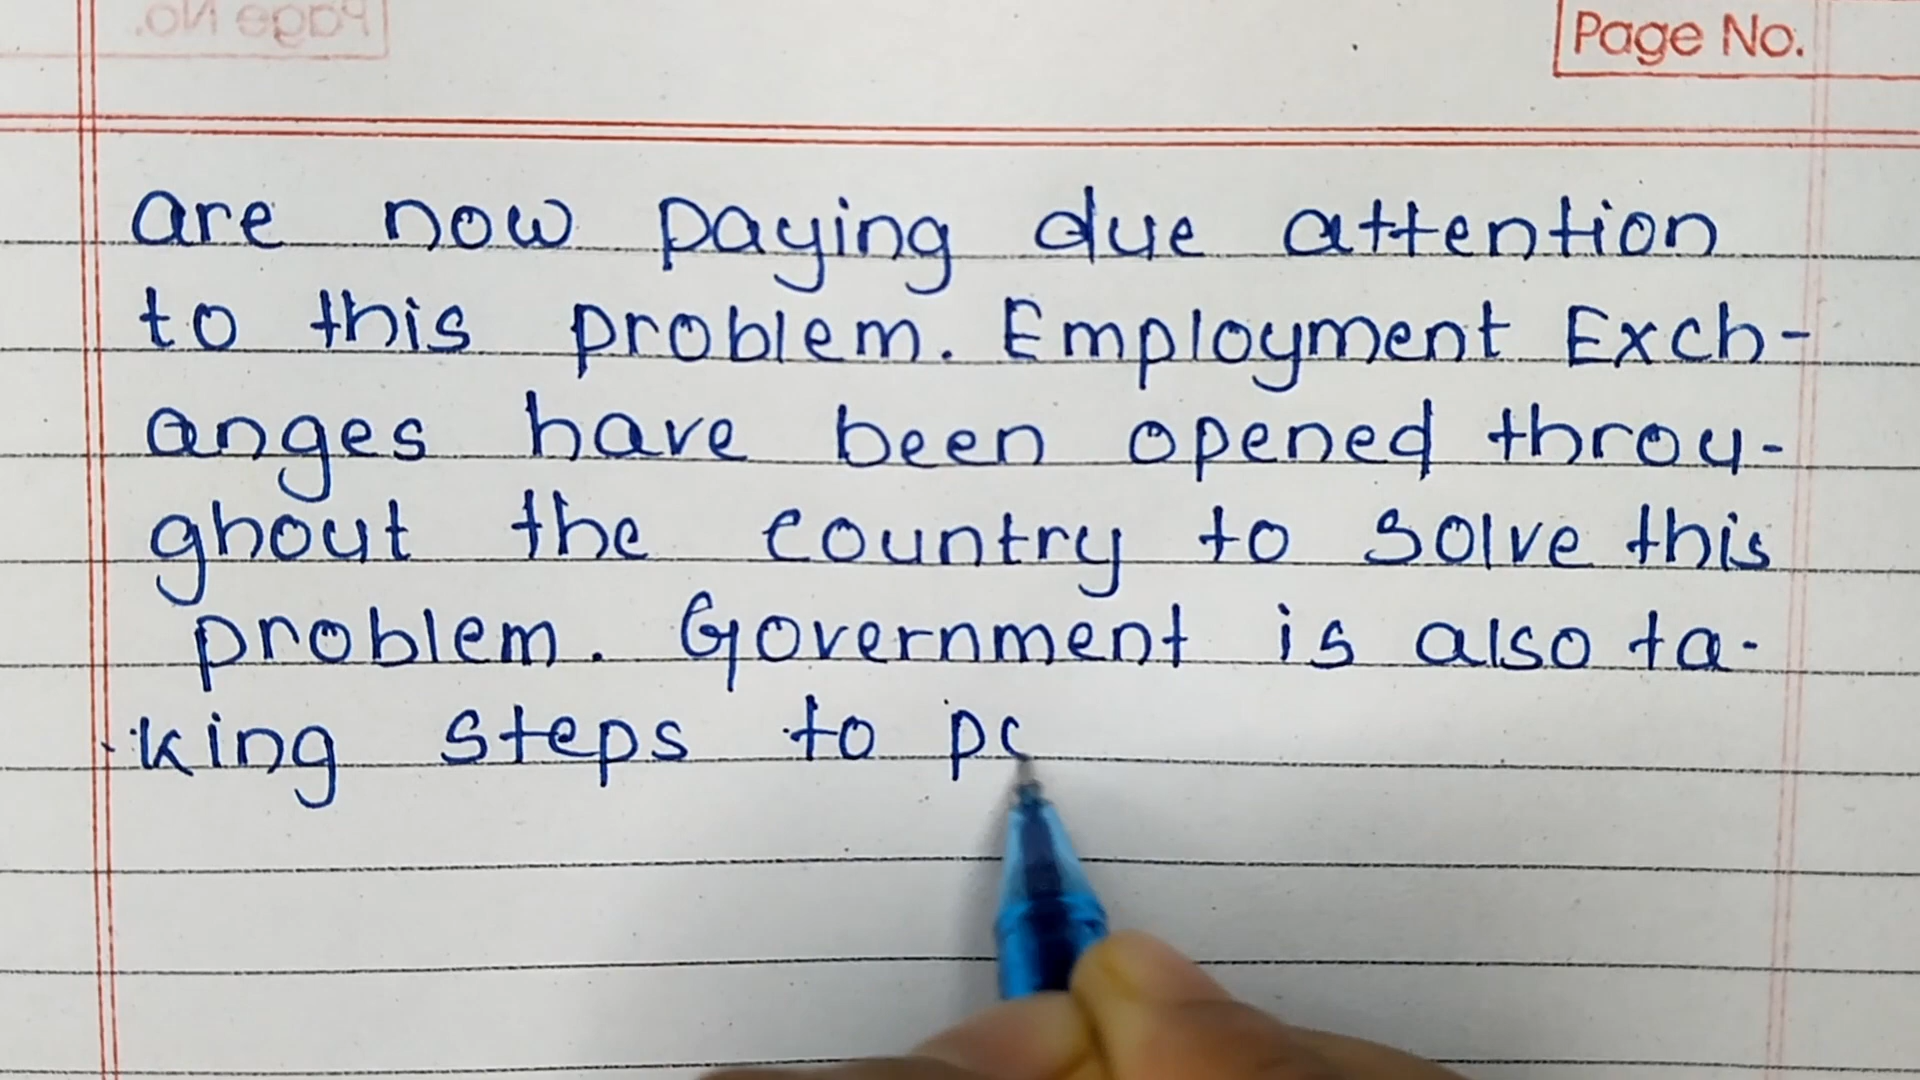 Page No.
are now paying due attention
to this problem. Employment Exch-
anges have been opened throu-
ghout the country to solve this
problem. Government is also ta-
king steps to